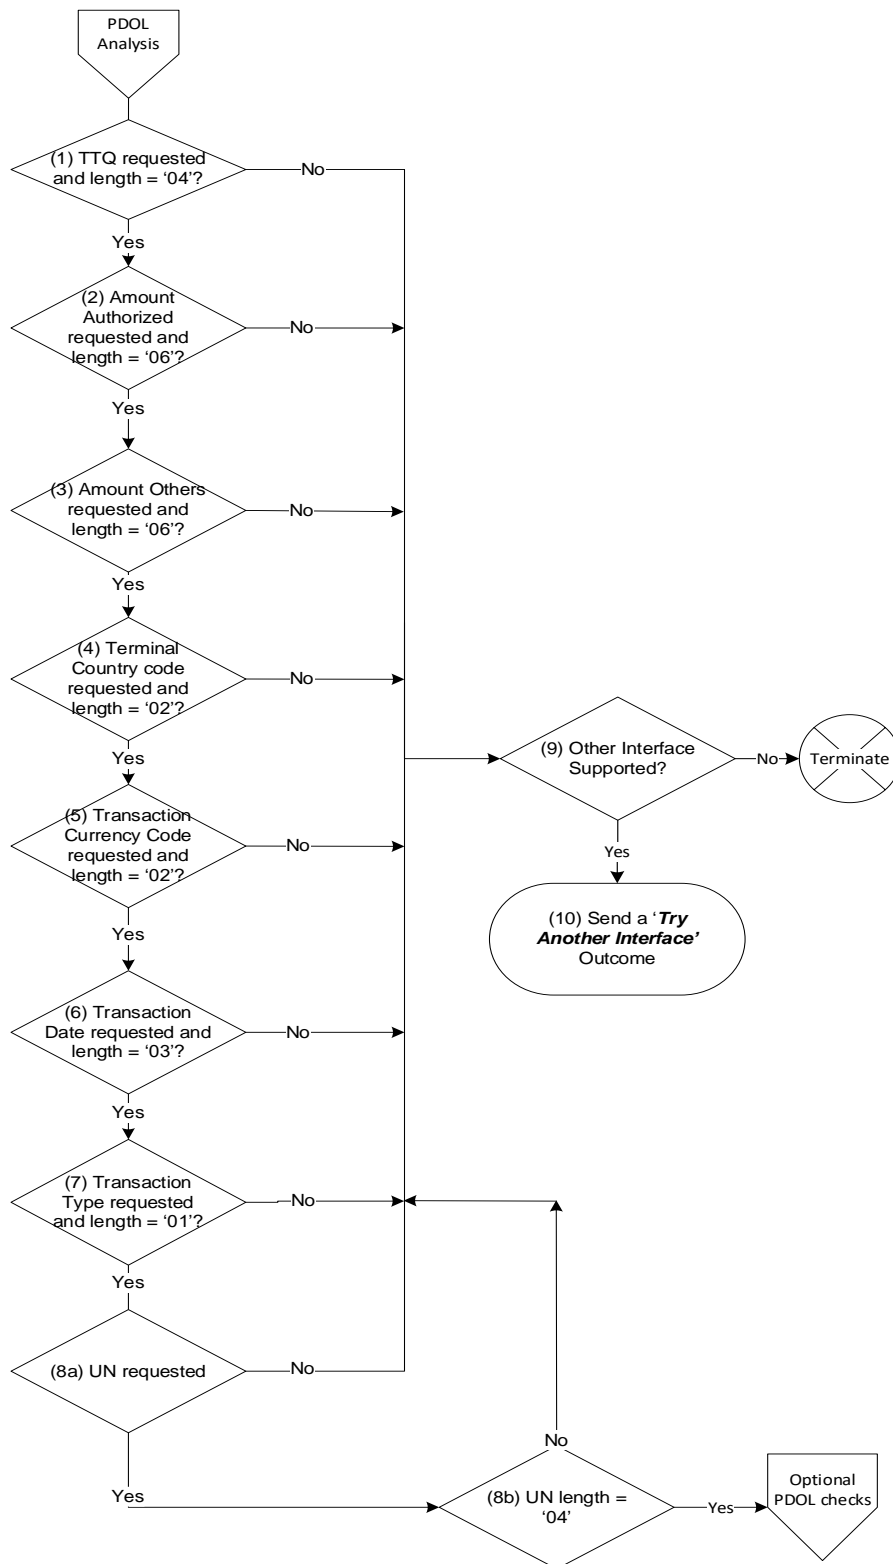 PDOL
Analysis
(1) TTQ requested
and length = ‘04’?
No
Yes
(2) Amount
Authorized
requested and
length = ‘06’?
No
Yes
(3) Amount Others
requested and
length = ‘06’?
No
Yes
(4) Terminal
Country code
requested and
length = ‘02’?
No
Yes
(9) Other Interface
Supported?
No
Terminate
Yes
(10) Send a ‘Try
Another Interface’
Outcome
(5) Transaction
Currency Code
requested and
length = ‘02’?
No
Yes
(6) Transaction
Date requested and
length = ‘03’?
No
Yes
(7) Transaction
Type requested
and length = ‘01’?
No
Yes
(8a) UN requested
No
Yes
No
(8b) UN length =
‘04’
Yes
Optional
PDOL checks